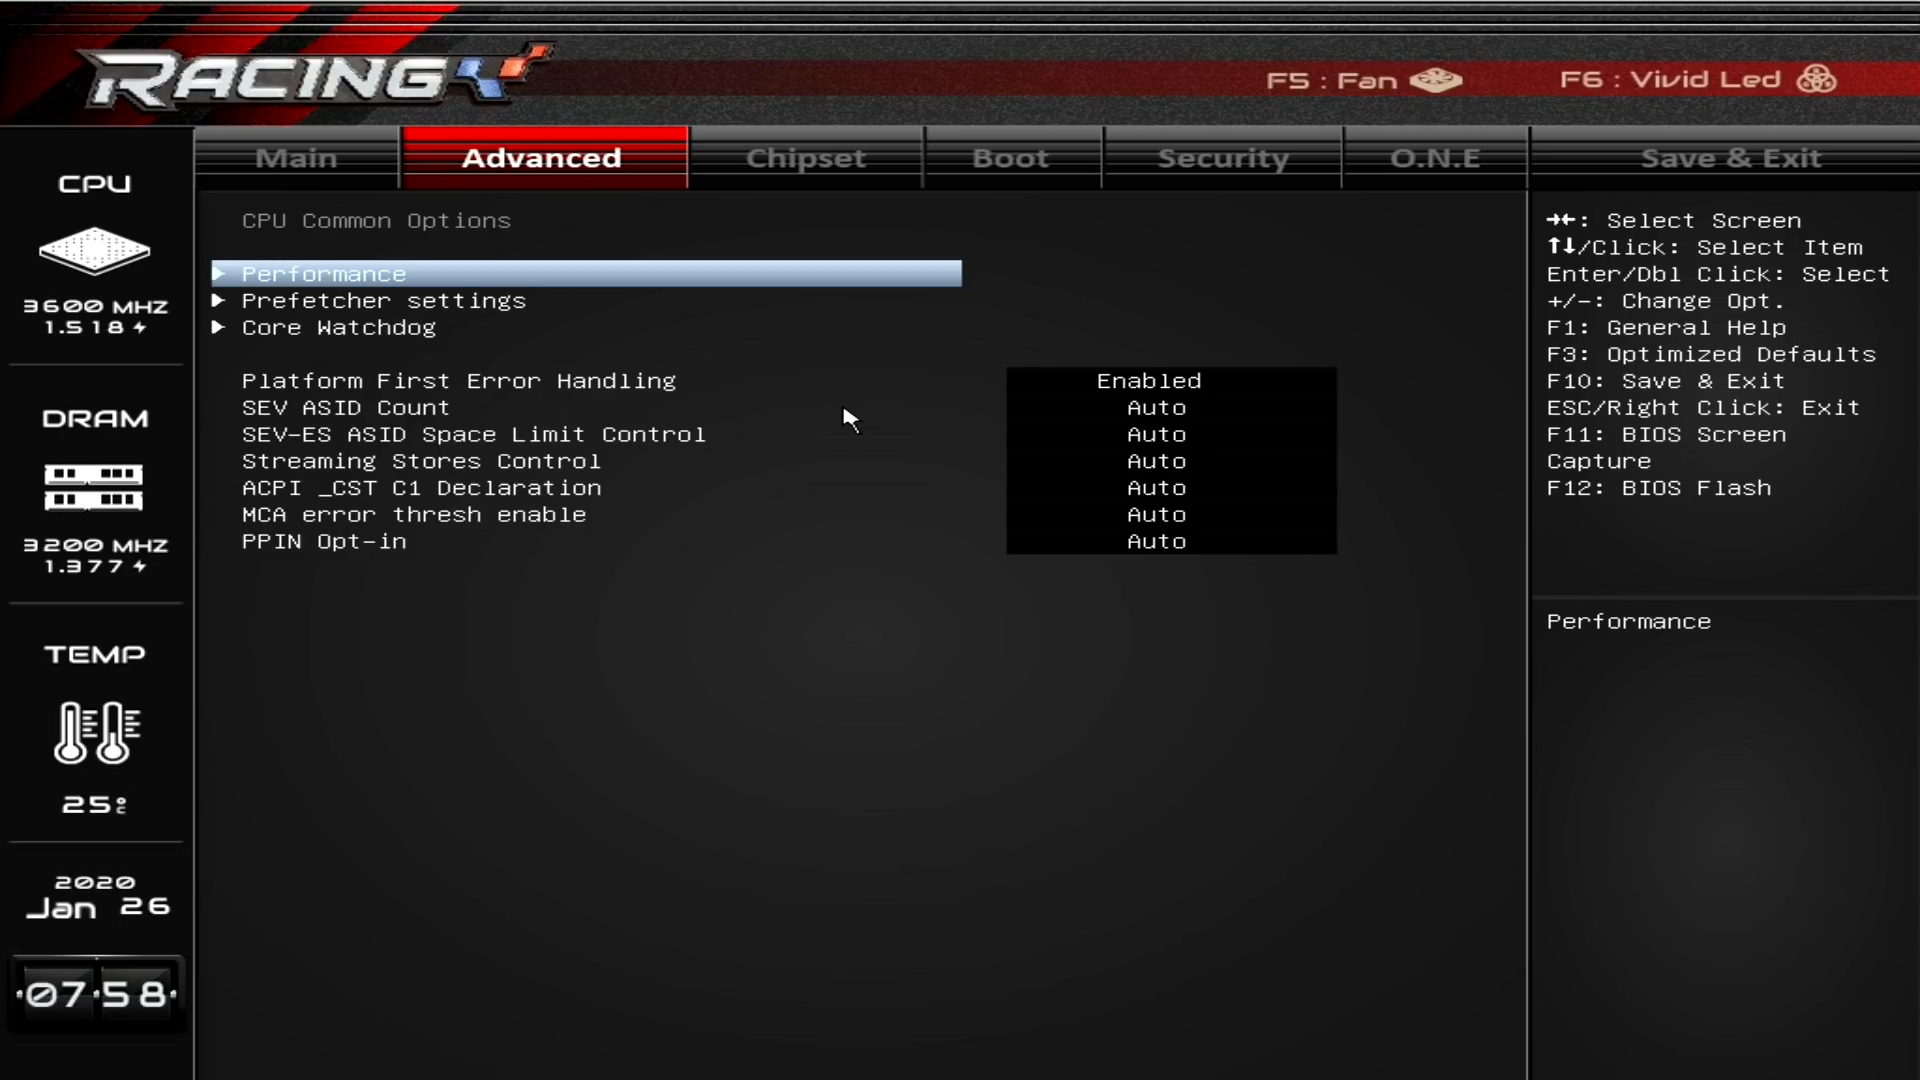 RACING
F5 : Fan
F6 : Vivid Led
Main
Advanced
Chipset
Boot
Security
O.N.E
Save & Exit
CPU
3600 MHZ
1.518
DRAM
3200 MHZ
1.377
TEMP
25°C
2020
Jan 26
07:58
CPU Common Options
Performance
Prefetcher settings
Core Watchdog
Platform First Error Handling Enabled
SEV ASID Count Auto
SEV-ES ASID Space Limit Control Auto
Streaming Stores Control Auto
ACPI _CST C1 Declaration Auto
MCA error thresh enable Auto
PPIN Opt-in Auto
→←: Select Screen
↑↓/Click: Select Item
Enter/Dbl Click: Select
+/-: Change Opt.
F1: General Help
F3: Optimized Defaults
F10: Save & Exit
ESC/Right Click: Exit
F11: BIOS Screen
Capture
F12: BIOS Flash
Performance